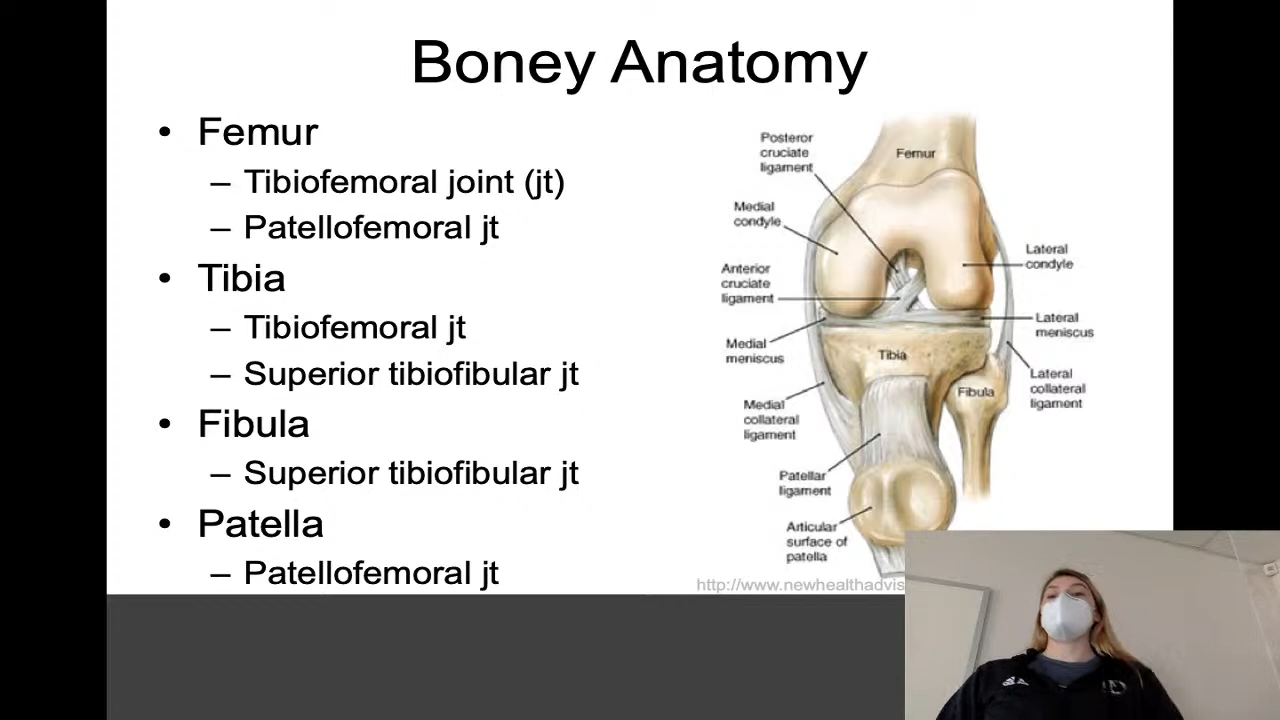 Boney Anatomy
• Femur
– Tibiofemoral joint (jt)
– Patellofemoral jt
• Tibia
– Tibiofemoral jt
– Superior tibiofibular jt
• Fibula
– Superior tibiofibular jt
• Patella
– Patellofemoral jt
Posteror
cruciate
ligament
Femur
Medial
condyle
Lateral
condyle
Anterior
cruciate
ligament
Lateral
meniscus
Medial
meniscus
Tibia
Fibula
Lateral
collateral
ligament
Medial
collateral
ligament
Patellar
ligament
Articular
surface of
patella
http://www.newhealthadvis